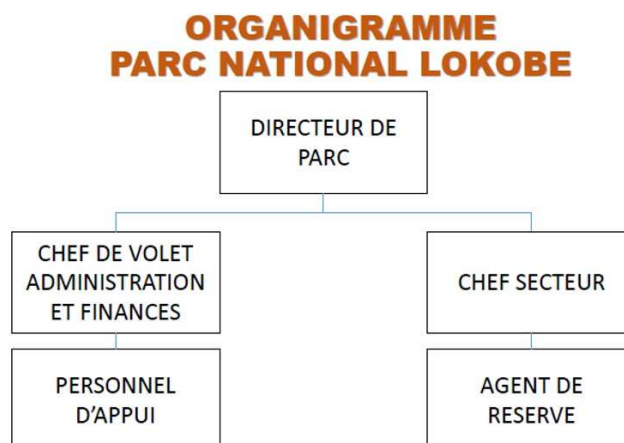 ORGANIGRAMME
PARC NATIONAL LOKOBE
DIRECTEUR DE
PARC
CHEF DE VOLET
ADMINISTRATION
ET FINANCES
CHEF SECTEUR
PERSONNEL
D'APPUI
AGENT DE
RESERVE